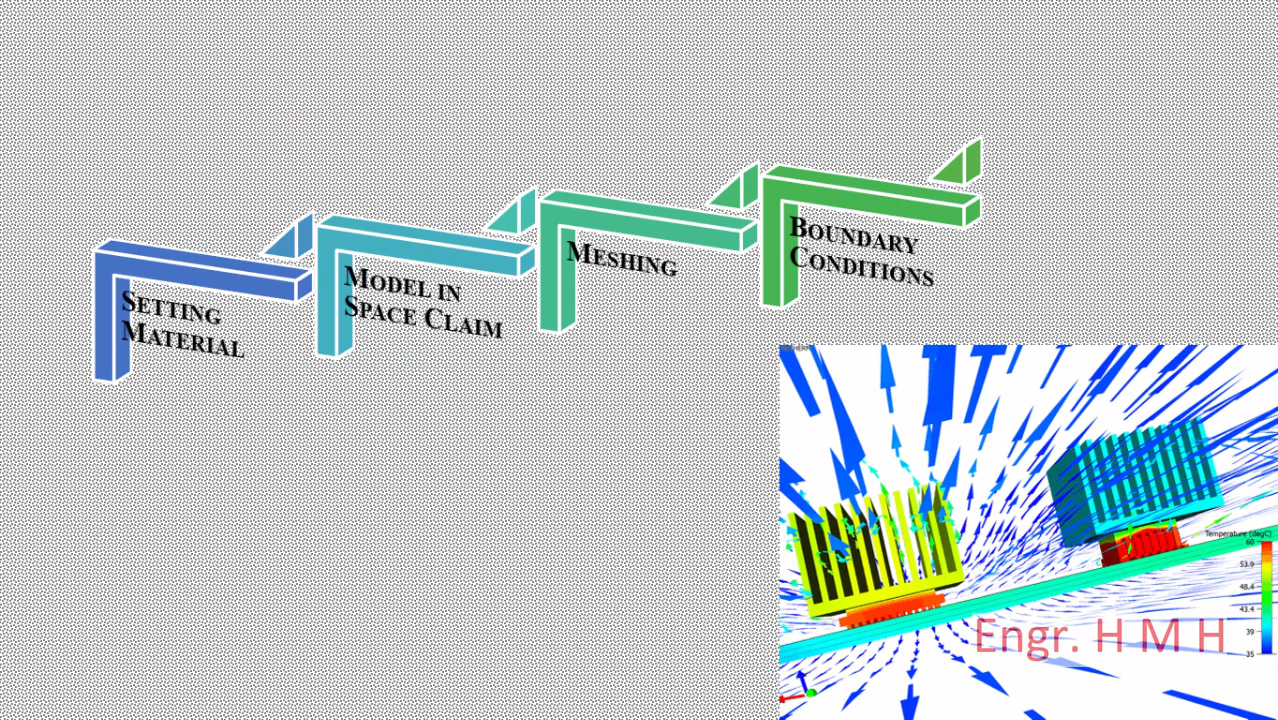 SETTING
MATERIAL
MODEL IN
SPACE CLAIM
MESHING
BOUNDARY
CONDITIONS
Temperature (degC)
60
53.9
48.4
43.4
39
35
Engr. H M H